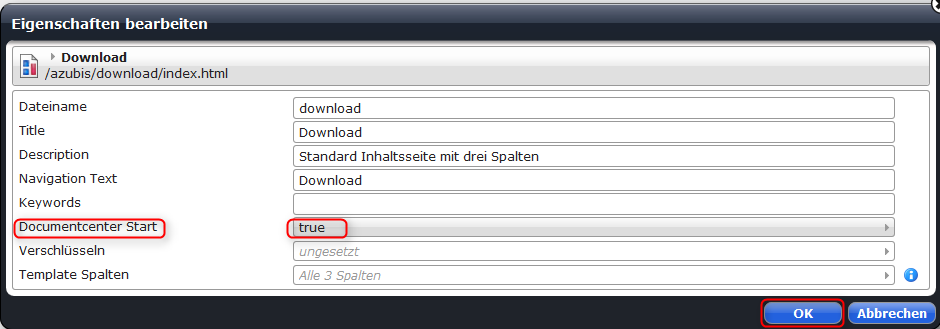 Eigenschaften bearbeiten
Download
/azubis/download/index.html
Dateiname download
Title Download
Description Standard Inhaltsseite mit drei Spalten
Navigation Text Download
Keywords
Documentcenter Start true
Verschlüsseln ungesetzt
Template Spalten Alle 3 Spalten
OK Abbrechen